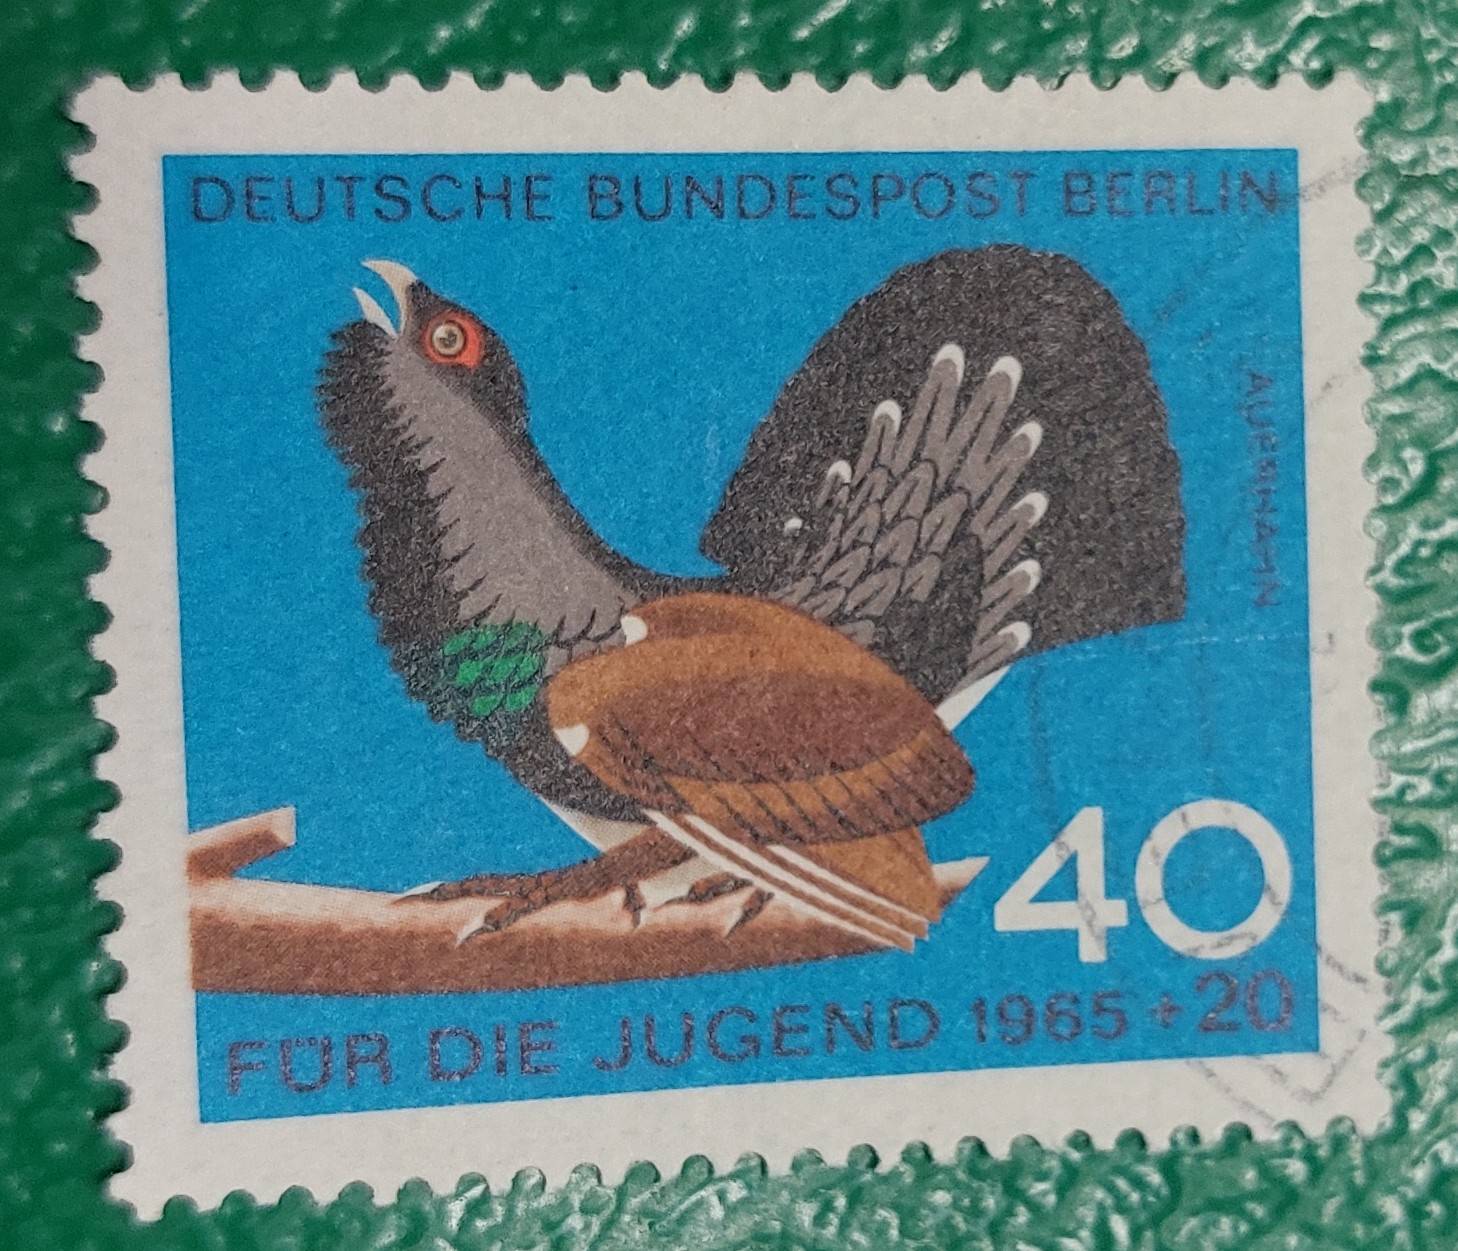 DEUTSCHE BUNDESPOST BERLIN
AUERHAHN
40
FÜR DIE JUGEND 1965 + 20